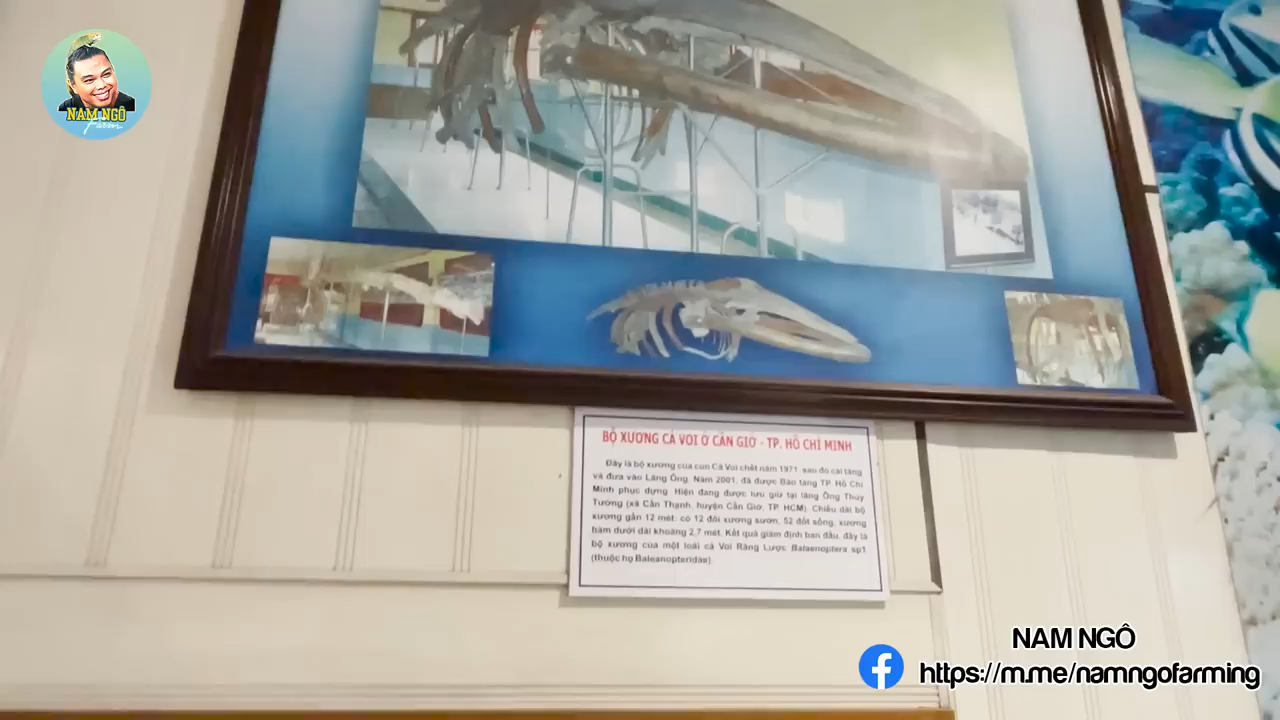 NAM NGÔ
Farm
BỘ XƯƠNG CÁ VOI Ở CẦN GIỜ - TP. HỒ CHÍ MINH
Đây là bộ xương của con Cá Voi chết năm 1971 sau đó cải táng
và đưa vào Lăng Ông. Năm 2001, đã được Bảo tàng TP. Hồ Chí
Minh phục dựng. Hiện đang được lưu giữ tại lăng Ông Thủy
Tướng (xã Cần Thạnh, huyện Cần Giờ, TP. HCM). Chiều dài bộ
xương gần 12 mét, có 12 đôi xương sườn, 52 đốt sống, xương
hàm dưới dài khoảng 2,7 mét. Kết quả giám định ban đầu, đây là
bộ xương của một loài cá Voi Răng Lược Balaenoptera sp1
(thuộc họ Baleanopteridae)
NAM NGÔ
https://m.me/namngofarming